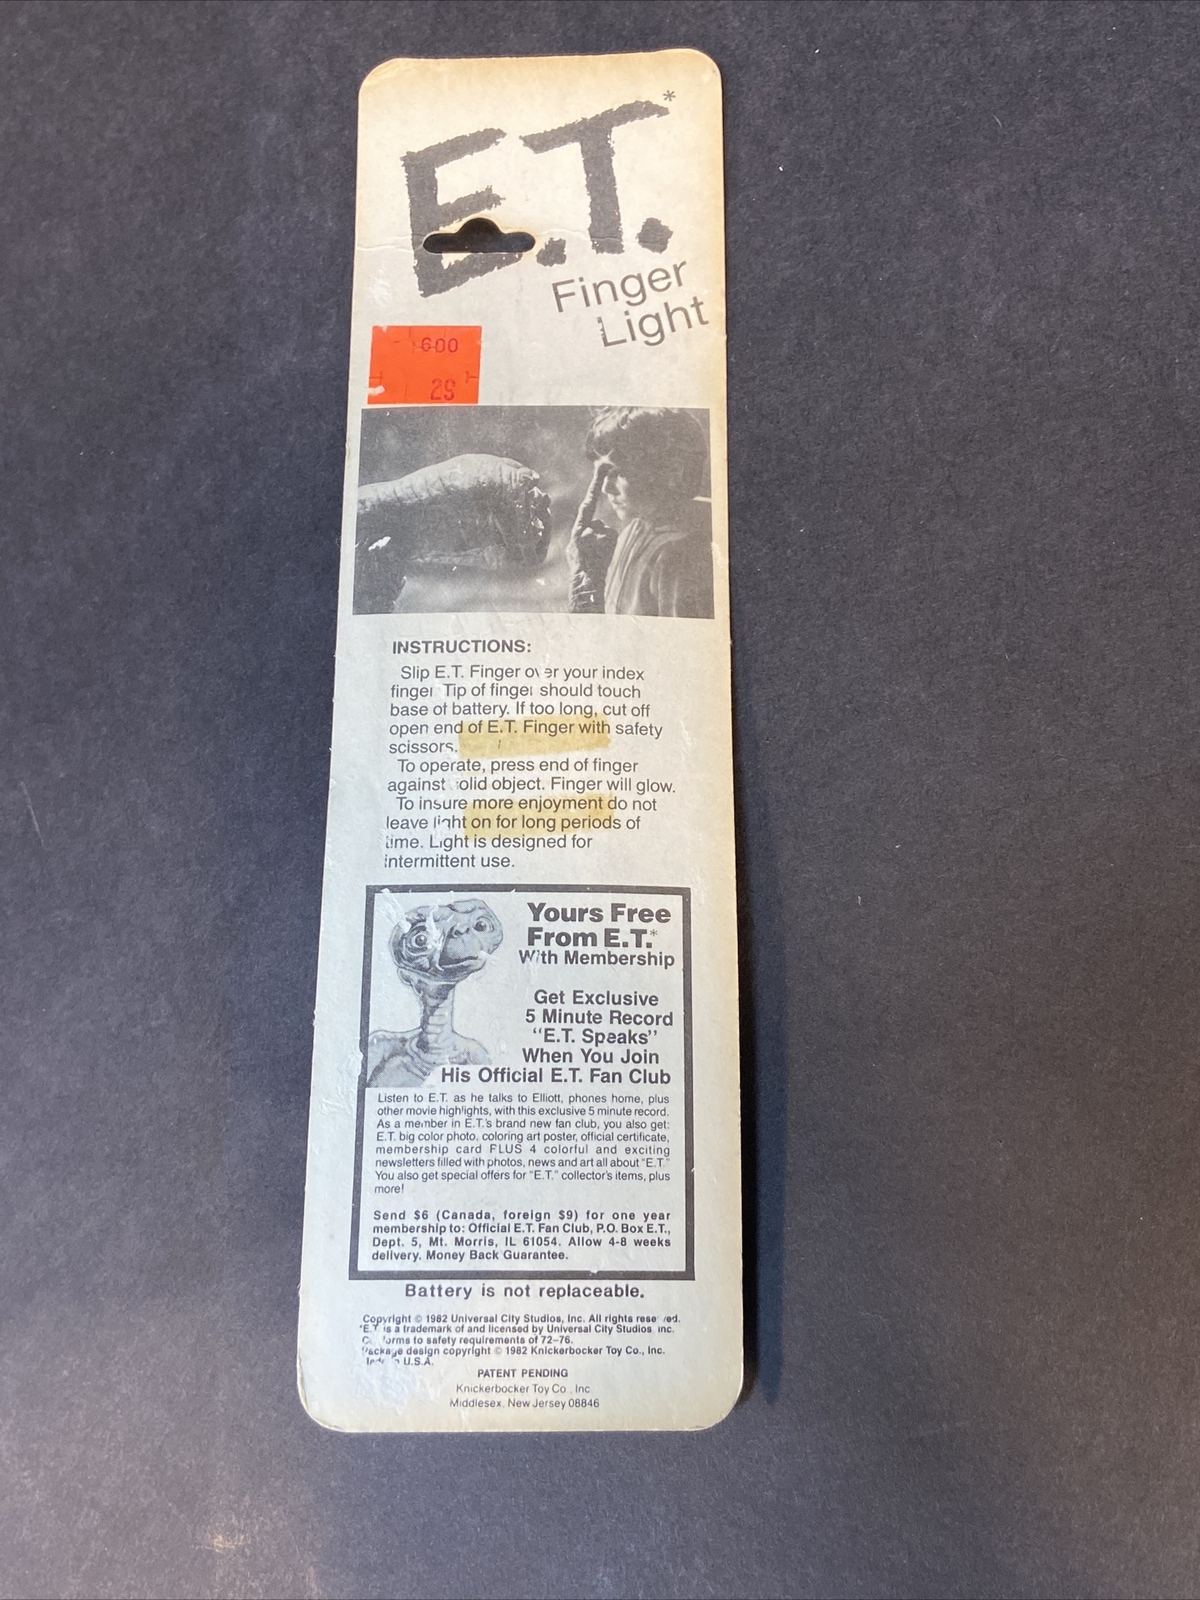 E.T.*
Finger
Light
600
29
INSTRUCTIONS:
Slip E.T. Finger over your index
finger Tip of finger should touch
base of battery. If too long, cut off
open end of E.T. Finger with safety
scissors.
To operate, press end of finger
against solid object. Finger will glow.
To insure more enjoyment do not
leave light on for long periods of
time. Light is designed for
intermittent use.
Yours Free
From E.T.*
With Membership
Get Exclusive
5 Minute Record
"E.T. Speaks"
When You Join
His Official E.T. Fan Club
Listen to E.T. as he talks to Elliott, phones home, plus
other movie highlights, with this exclusive 5 minute record.
As a member in E.T.'s brand new fan club, you also get:
E.T. big color photo, coloring art poster, official certificate,
membership card PLUS 4 colorful and exciting
newsletters filled with photos, news and art all about "E.T."
You also get special offers for "E.T." collector's items, plus
more!
Send $6 (Canada, foreign $9) for one year
membership to: Official E.T. Fan Club, P.O. Box E.T.,
Dept. 5, Mt. Morris, IL 61054. Allow 4-8 weeks
delivery. Money Back Guarantee.
Battery is not replaceable.
Copyright © 1982 Universal City Studios, Inc. All rights reserved.
*E.T. is a trademark of and licensed by Universal City Studios, Inc.
Conforms to safety requirements of 72-76.
Package design copyright © 1982 Knickerbocker Toy Co., Inc.
Made in U.S.A.
PATENT PENDING
Knickerbocker Toy Co., Inc.
Middlesex, New Jersey 08846